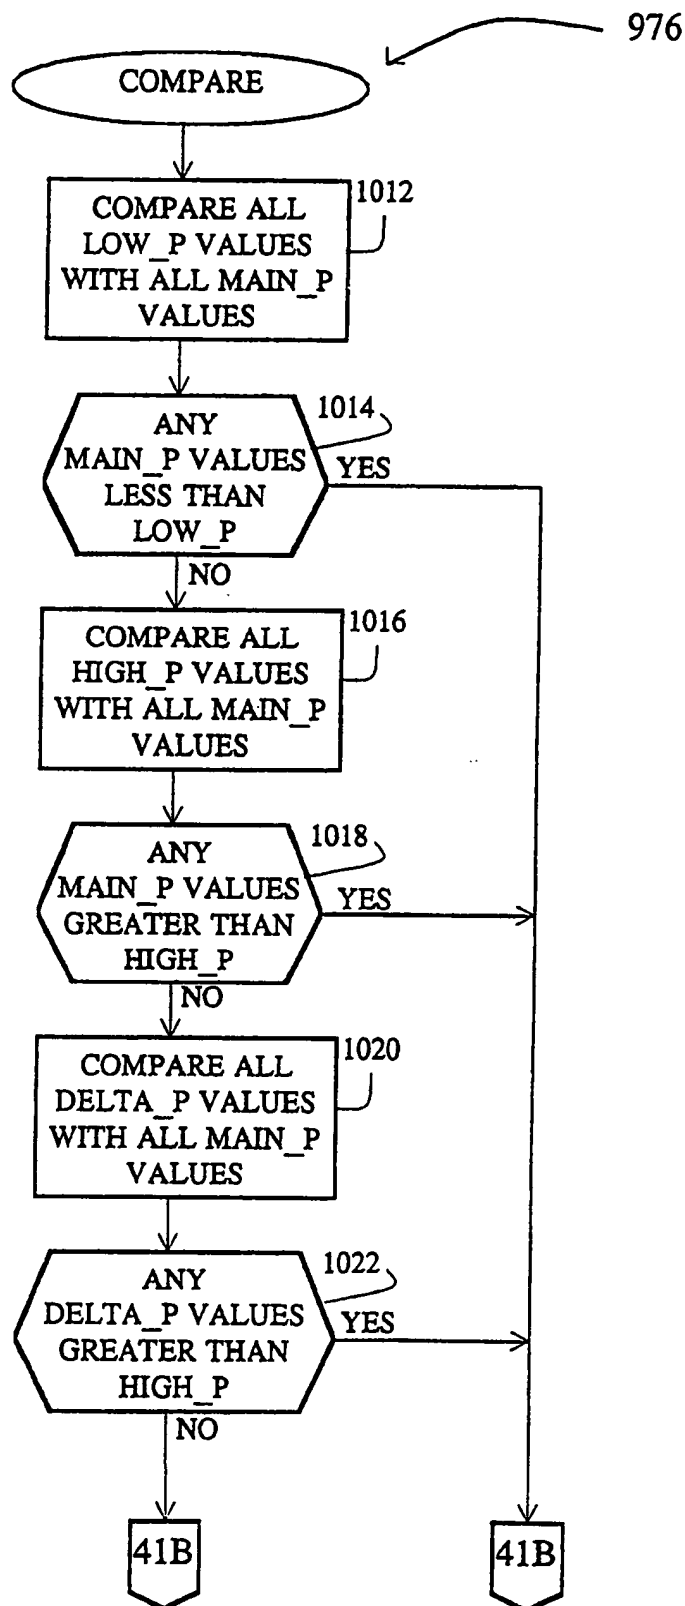 976
COMPARE
1012
COMPARE ALL
LOW_P VALUES
WITH ALL MAIN_P
VALUES
1014
ANY
MAIN_P VALUES
LESS THAN
LOW_P
YES
NO
1016
COMPARE ALL
HIGH_P VALUES
WITH ALL MAIN_P
VALUES
1018
ANY
MAIN_P VALUES
GREATER THAN
HIGH_P
YES
NO
1020
COMPARE ALL
DELTA_P VALUES
WITH ALL MAIN_P
VALUES
1022
ANY
DELTA_P VALUES
GREATER THAN
HIGH_P
YES
NO
41B
41B